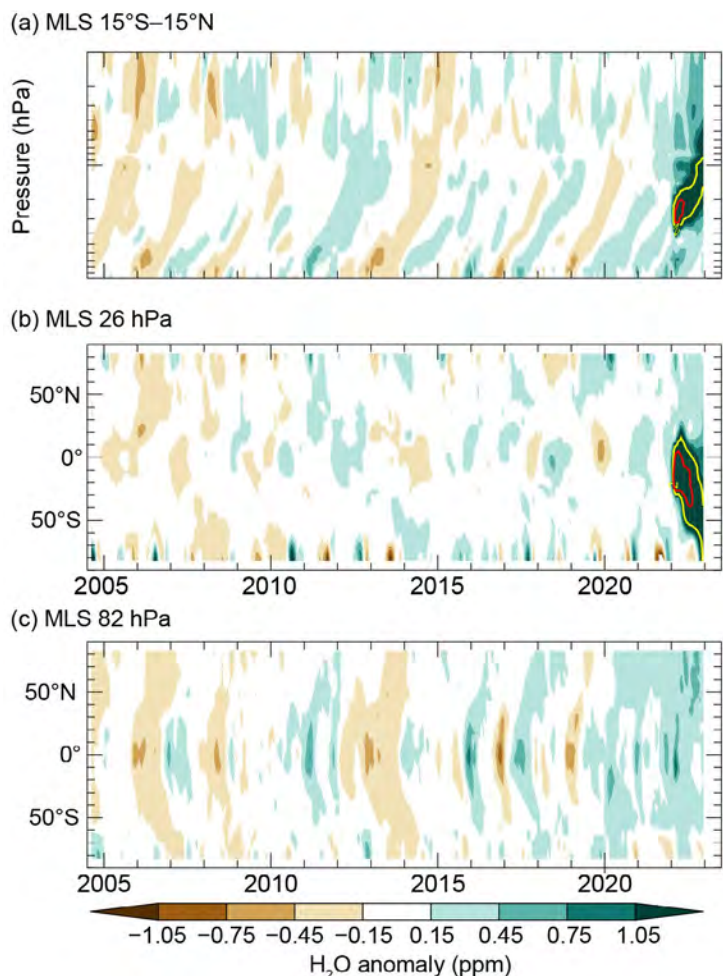 (a) MLS 15°S–15°N
Pressure (hPa)
(b) MLS 26 hPa
50°N
0°
50°S
2005 2010 2015 2020
(c) MLS 82 hPa
50°N
0°
50°S
2005 2010 2015 2020
−1.05 −0.75 −0.45 −0.15 0.15 0.45 0.75 1.05
H₂O anomaly (ppm)